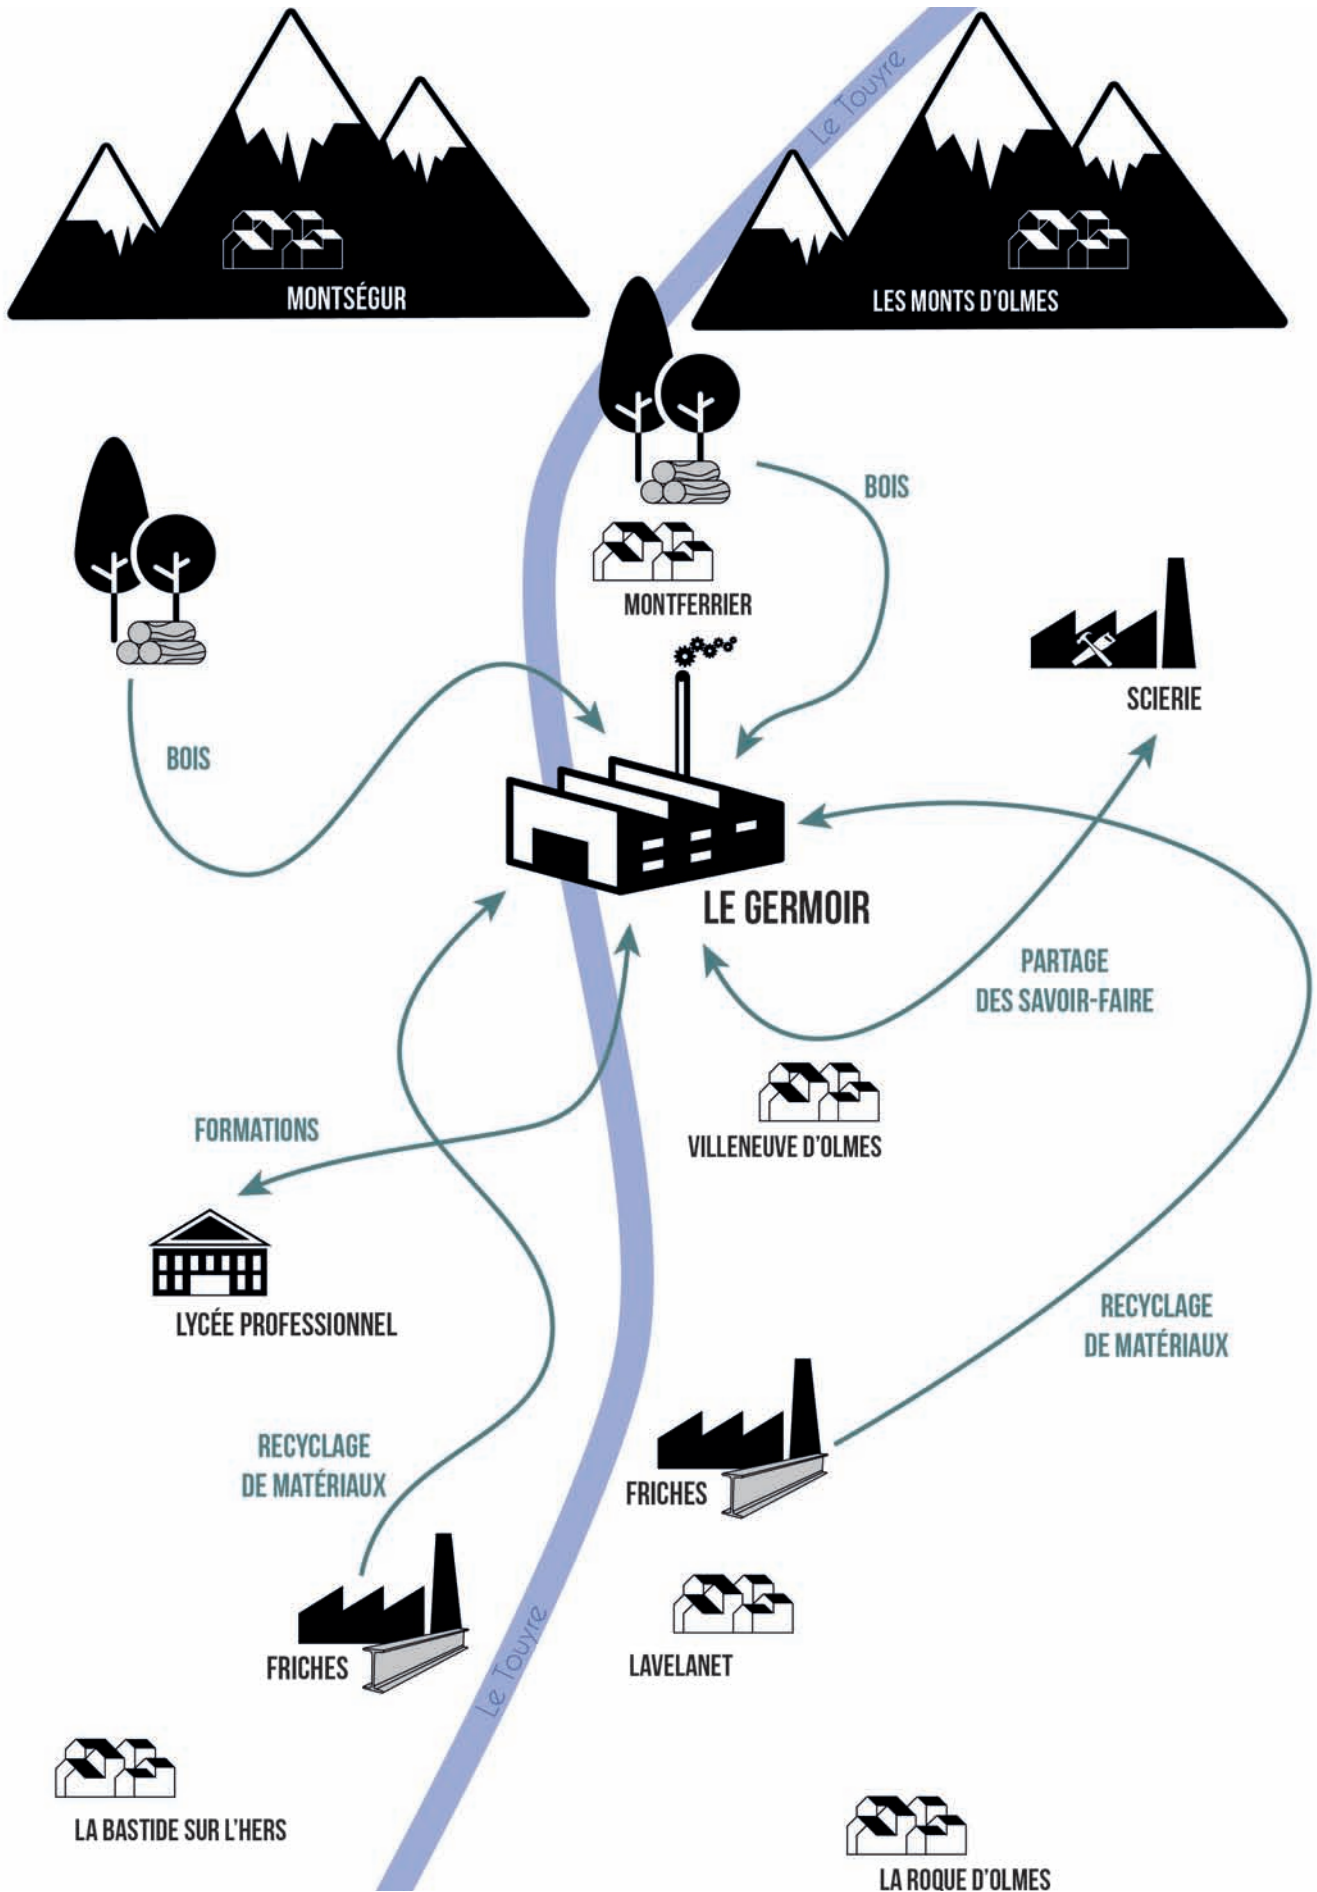 Le Touyre
MONTSÉGUR
LES MONTS D'OLMES
BOIS
MONTFERRIER
SCIERIE
BOIS
LE GERMOIR
PARTAGE
DES SAVOIR-FAIRE
FORMATIONS
VILLENEUVE D'OLMES
LYCÉE PROFESSIONNEL
RECYCLAGE
DE MATÉRIAUX
RECYCLAGE
DE MATÉRIAUX
FRICHES
FRICHES
Le Touyre
LAVELANET
LA BASTIDE SUR L'HERS
LA ROQUE D'OLMES